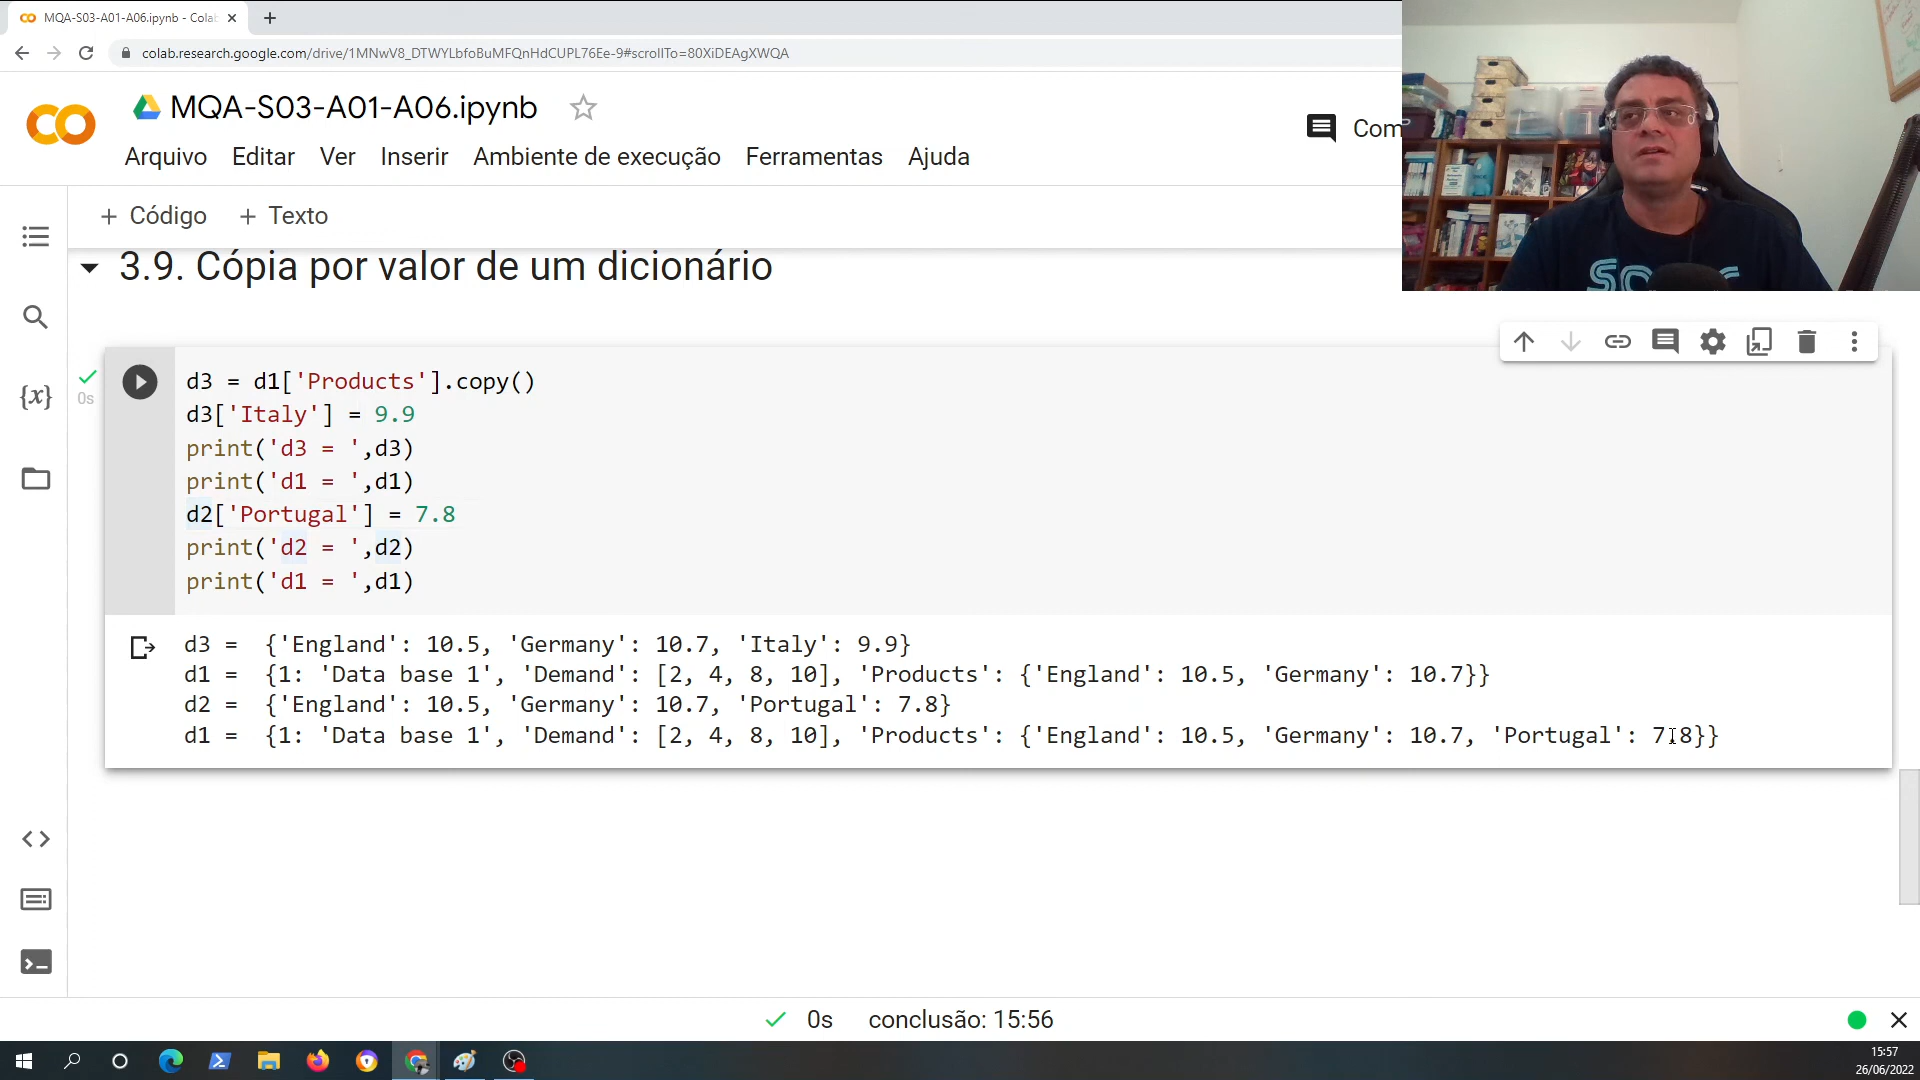 MQA-S03-A01-A06.ipynb - Cola
colab.research.google.com/drive/1MNwV8_DTWYLbfoBuMFQnHdCUPL76Ee-9#scrollTo=80XiDEAgXWQA
MQA-S03-A01-A06.ipynb
Com
Arquivo Editar Ver Inserir Ambiente de execução Ferramentas Ajuda
+ Código + Texto
3.9. Cópia por valor de um dicionário
0s
d3 = d1['Products'].copy()
d3['Italy'] = 9.9
print('d3 = ',d3)
print('d1 = ',d1)
d2['Portugal'] = 7.8
print('d2 = ',d2)
print('d1 = ',d1)
d3 =  {'England': 10.5, 'Germany': 10.7, 'Italy': 9.9}
d1 =  {1: 'Data base 1', 'Demand': [2, 4, 8, 10], 'Products': {'England': 10.5, 'Germany': 10.7}}
d2 =  {'England': 10.5, 'Germany': 10.7, 'Portugal': 7.8}
d1 =  {1: 'Data base 1', 'Demand': [2, 4, 8, 10], 'Products': {'England': 10.5, 'Germany': 10.7, 'Portugal': 7.8}}
0s conclusão: 15:56
15:57
26/06/2022